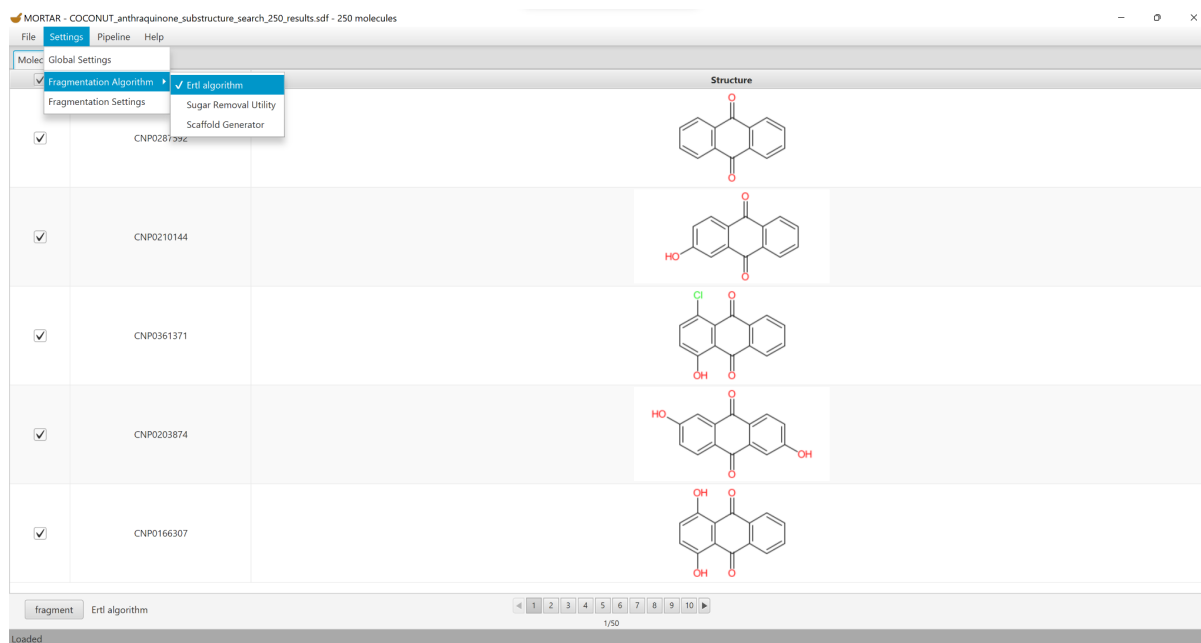 MORTAR - COCONUT_anthraquinone_substructure_search_250_results.sdf - 250 molecules
File Settings Pipeline Help
Molec
Global Settings
Fragmentation Algorithm
Fragmentation Settings
Ertl algorithm
Sugar Removal Utility
Scaffold Generator
Structure
CNP0287592
O
O
CNP0210144
O
HO
O
CNP0361371
Cl O
OH O
CNP0203874
O
HO
OH
O
CNP0166307
OH O
OH O
fragment Ertl algorithm
1 2 3 4 5 6 7 8 9 10
1/50
Loaded